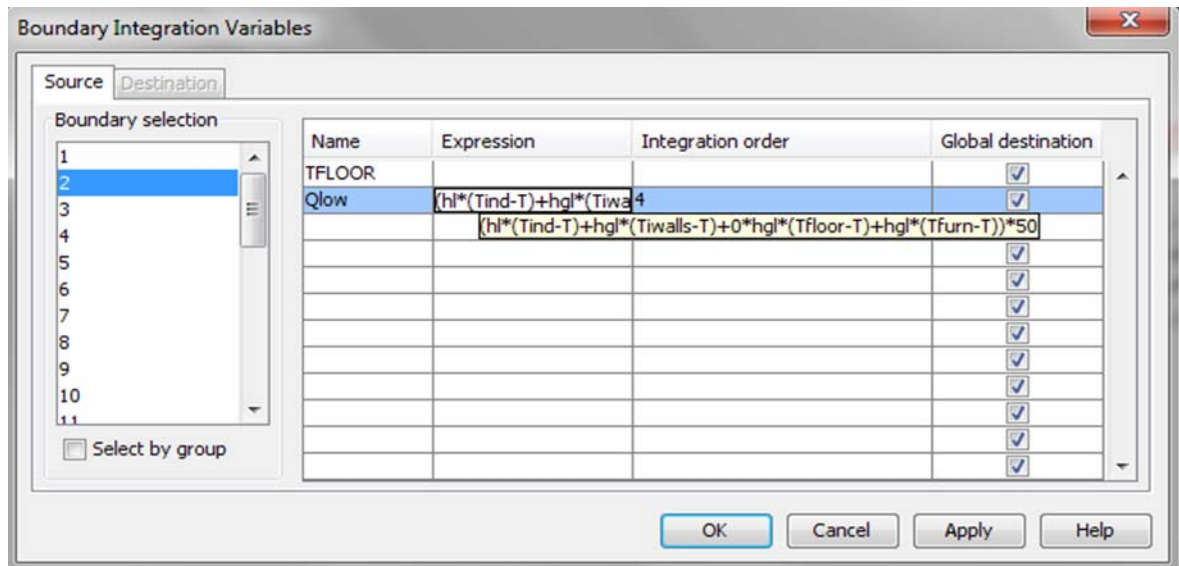 Boundary Integration Variables
Source Destination
Boundary selection
Name Expression Integration order Global destination
1
2
3
4
5
6
7
8
9
10
11
TFLOOR
Qlow (hl*(Tind-T)+hgl*(Tiwa 4
(hl*(Tind-T)+hgl*(Tiwalls-T)+0*hgl*(Tfloor-T)+hgl*(Tfurn-T))*50
Select by group
OK Cancel Apply Help